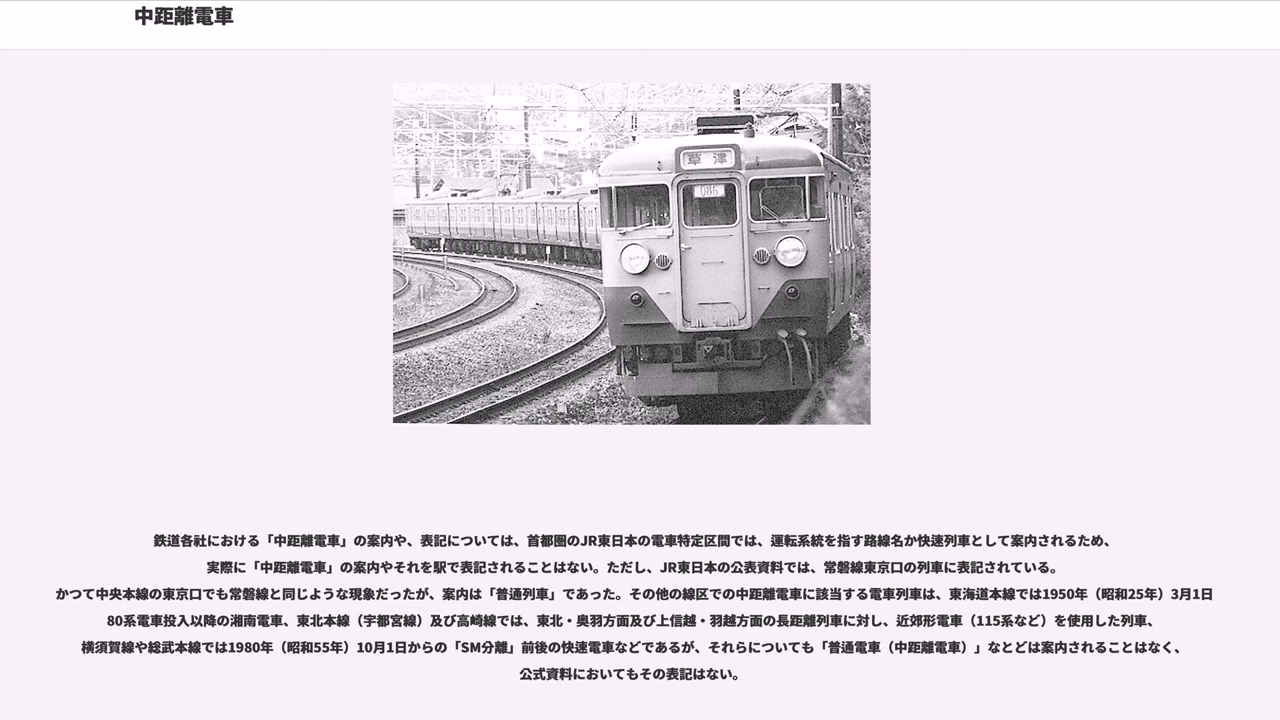 中距離電車
草津
086
鉄道各社における「中距離電車」の案内や、表記については、首都圏のJR東日本の電車特定区間では、運転系統を指す路線名か快速列車として案内されるため、
実際に「中距離電車」の案内やそれを駅で表記されることはない。ただし、JR東日本の公表資料では、常磐線東京口の列車に表記されている。
かつて中央本線の東京口でも常磐線と同じような現象だったが、案内は「普通列車」であった。その他の線区での中距離電車に該当する電車列車は、東海道本線では1950年（昭和25年）3月1日
80系電車投入以降の湘南電車、東北本線（宇都宮線）及び高崎線では、東北・奥羽方面及び上信越・羽越方面の長距離列車に対し、近郊形電車（115系など）を使用した列車、
横須賀線や総武本線では1980年（昭和55年）10月1日からの「SM分離」前後の快速電車などであるが、それらについても「普通電車（中距離電車）」なとどは案内されることはなく、
公式資料においてもその表記はない。